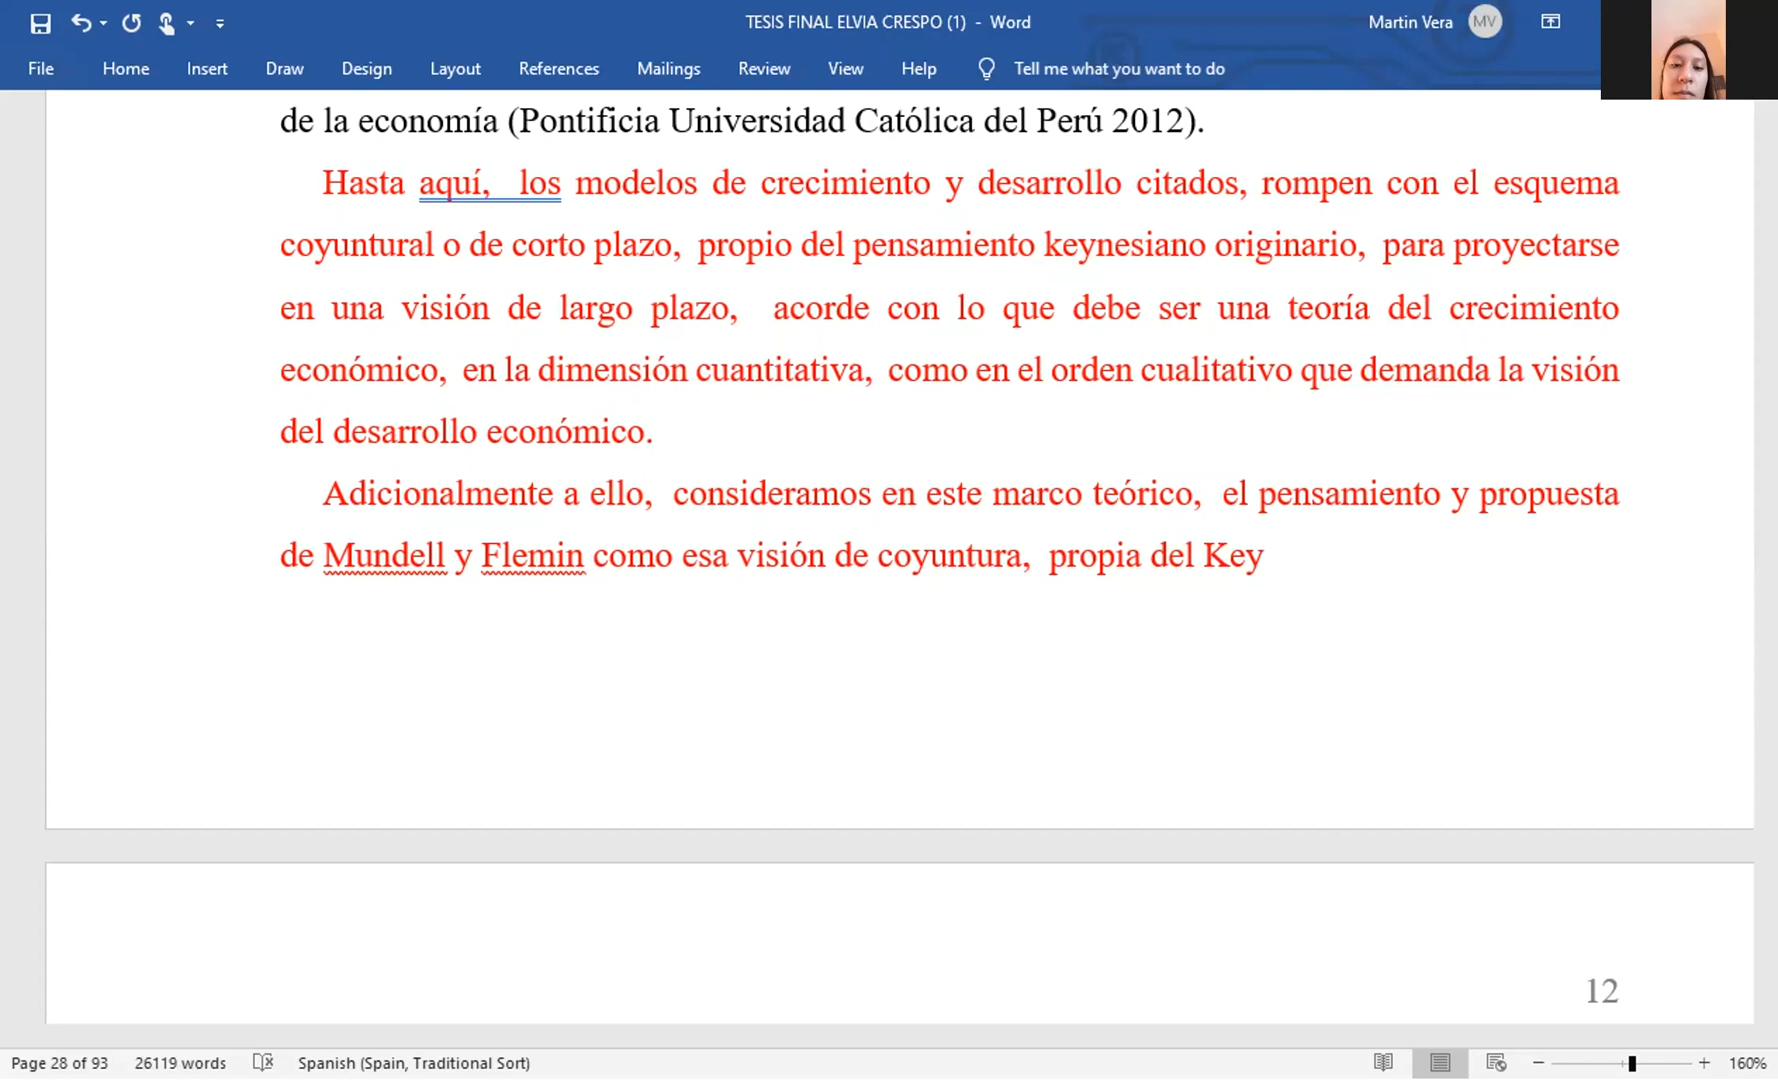 TESIS FINAL ELVIA CRESPO (1) - Word
Martin Vera MV
File Home Insert Draw Design Layout References Mailings Review View Help Tell me what you want to do
de la economía (Pontificia Universidad Católica del Perú 2012).
Hasta aquí, los modelos de crecimiento y desarrollo citados, rompen con el esquema
coyuntural o de corto plazo, propio del pensamiento keynesiano originario, para proyectarse
en una visión de largo plazo, acorde con lo que debe ser una teoría del crecimiento
económico, en la dimensión cuantitativa, como en el orden cualitativo que demanda la visión
del desarrollo económico.
Adicionalmente a ello, consideramos en este marco teórico, el pensamiento y propuesta
de Mundell y Flemin como esa visión de coyuntura, propia del Key
12
Page 28 of 93 26119 words Spanish (Spain, Traditional Sort) 160%